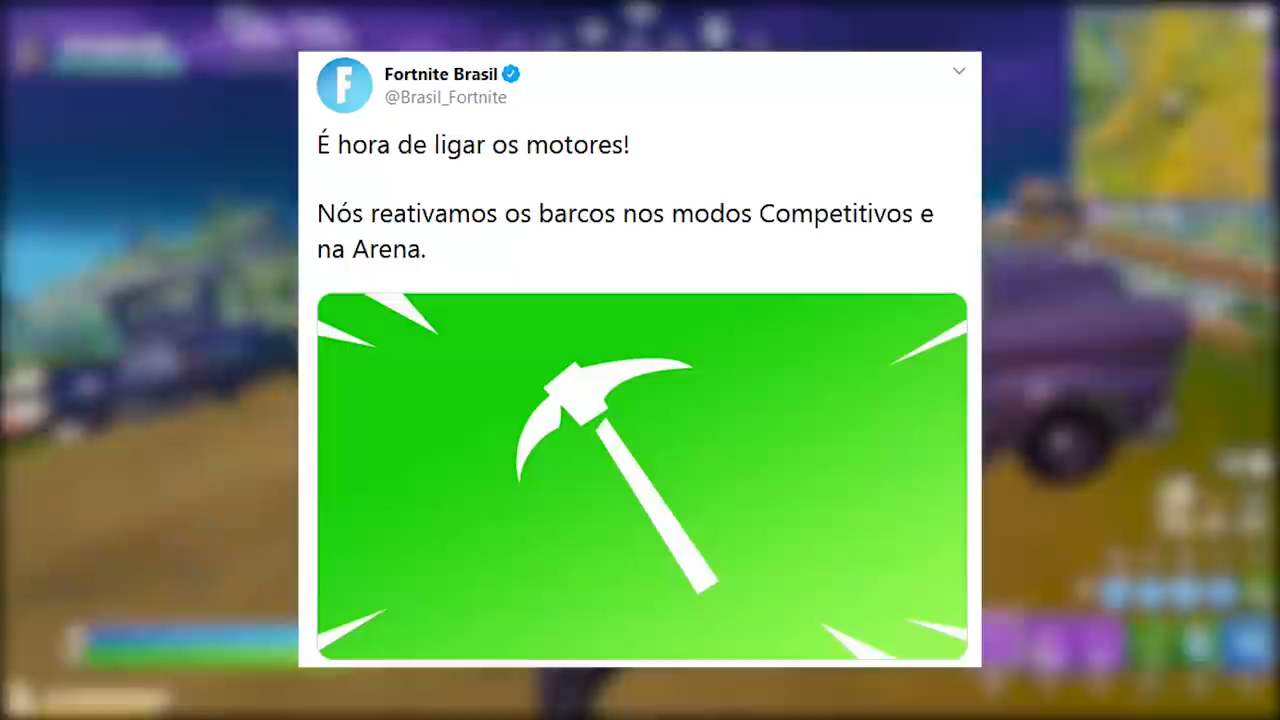 Fortnite Brasil
@Brasil_Fortnite
É hora de ligar os motores!
Nós reativamos os barcos nos modos Competitivos e
na Arena.